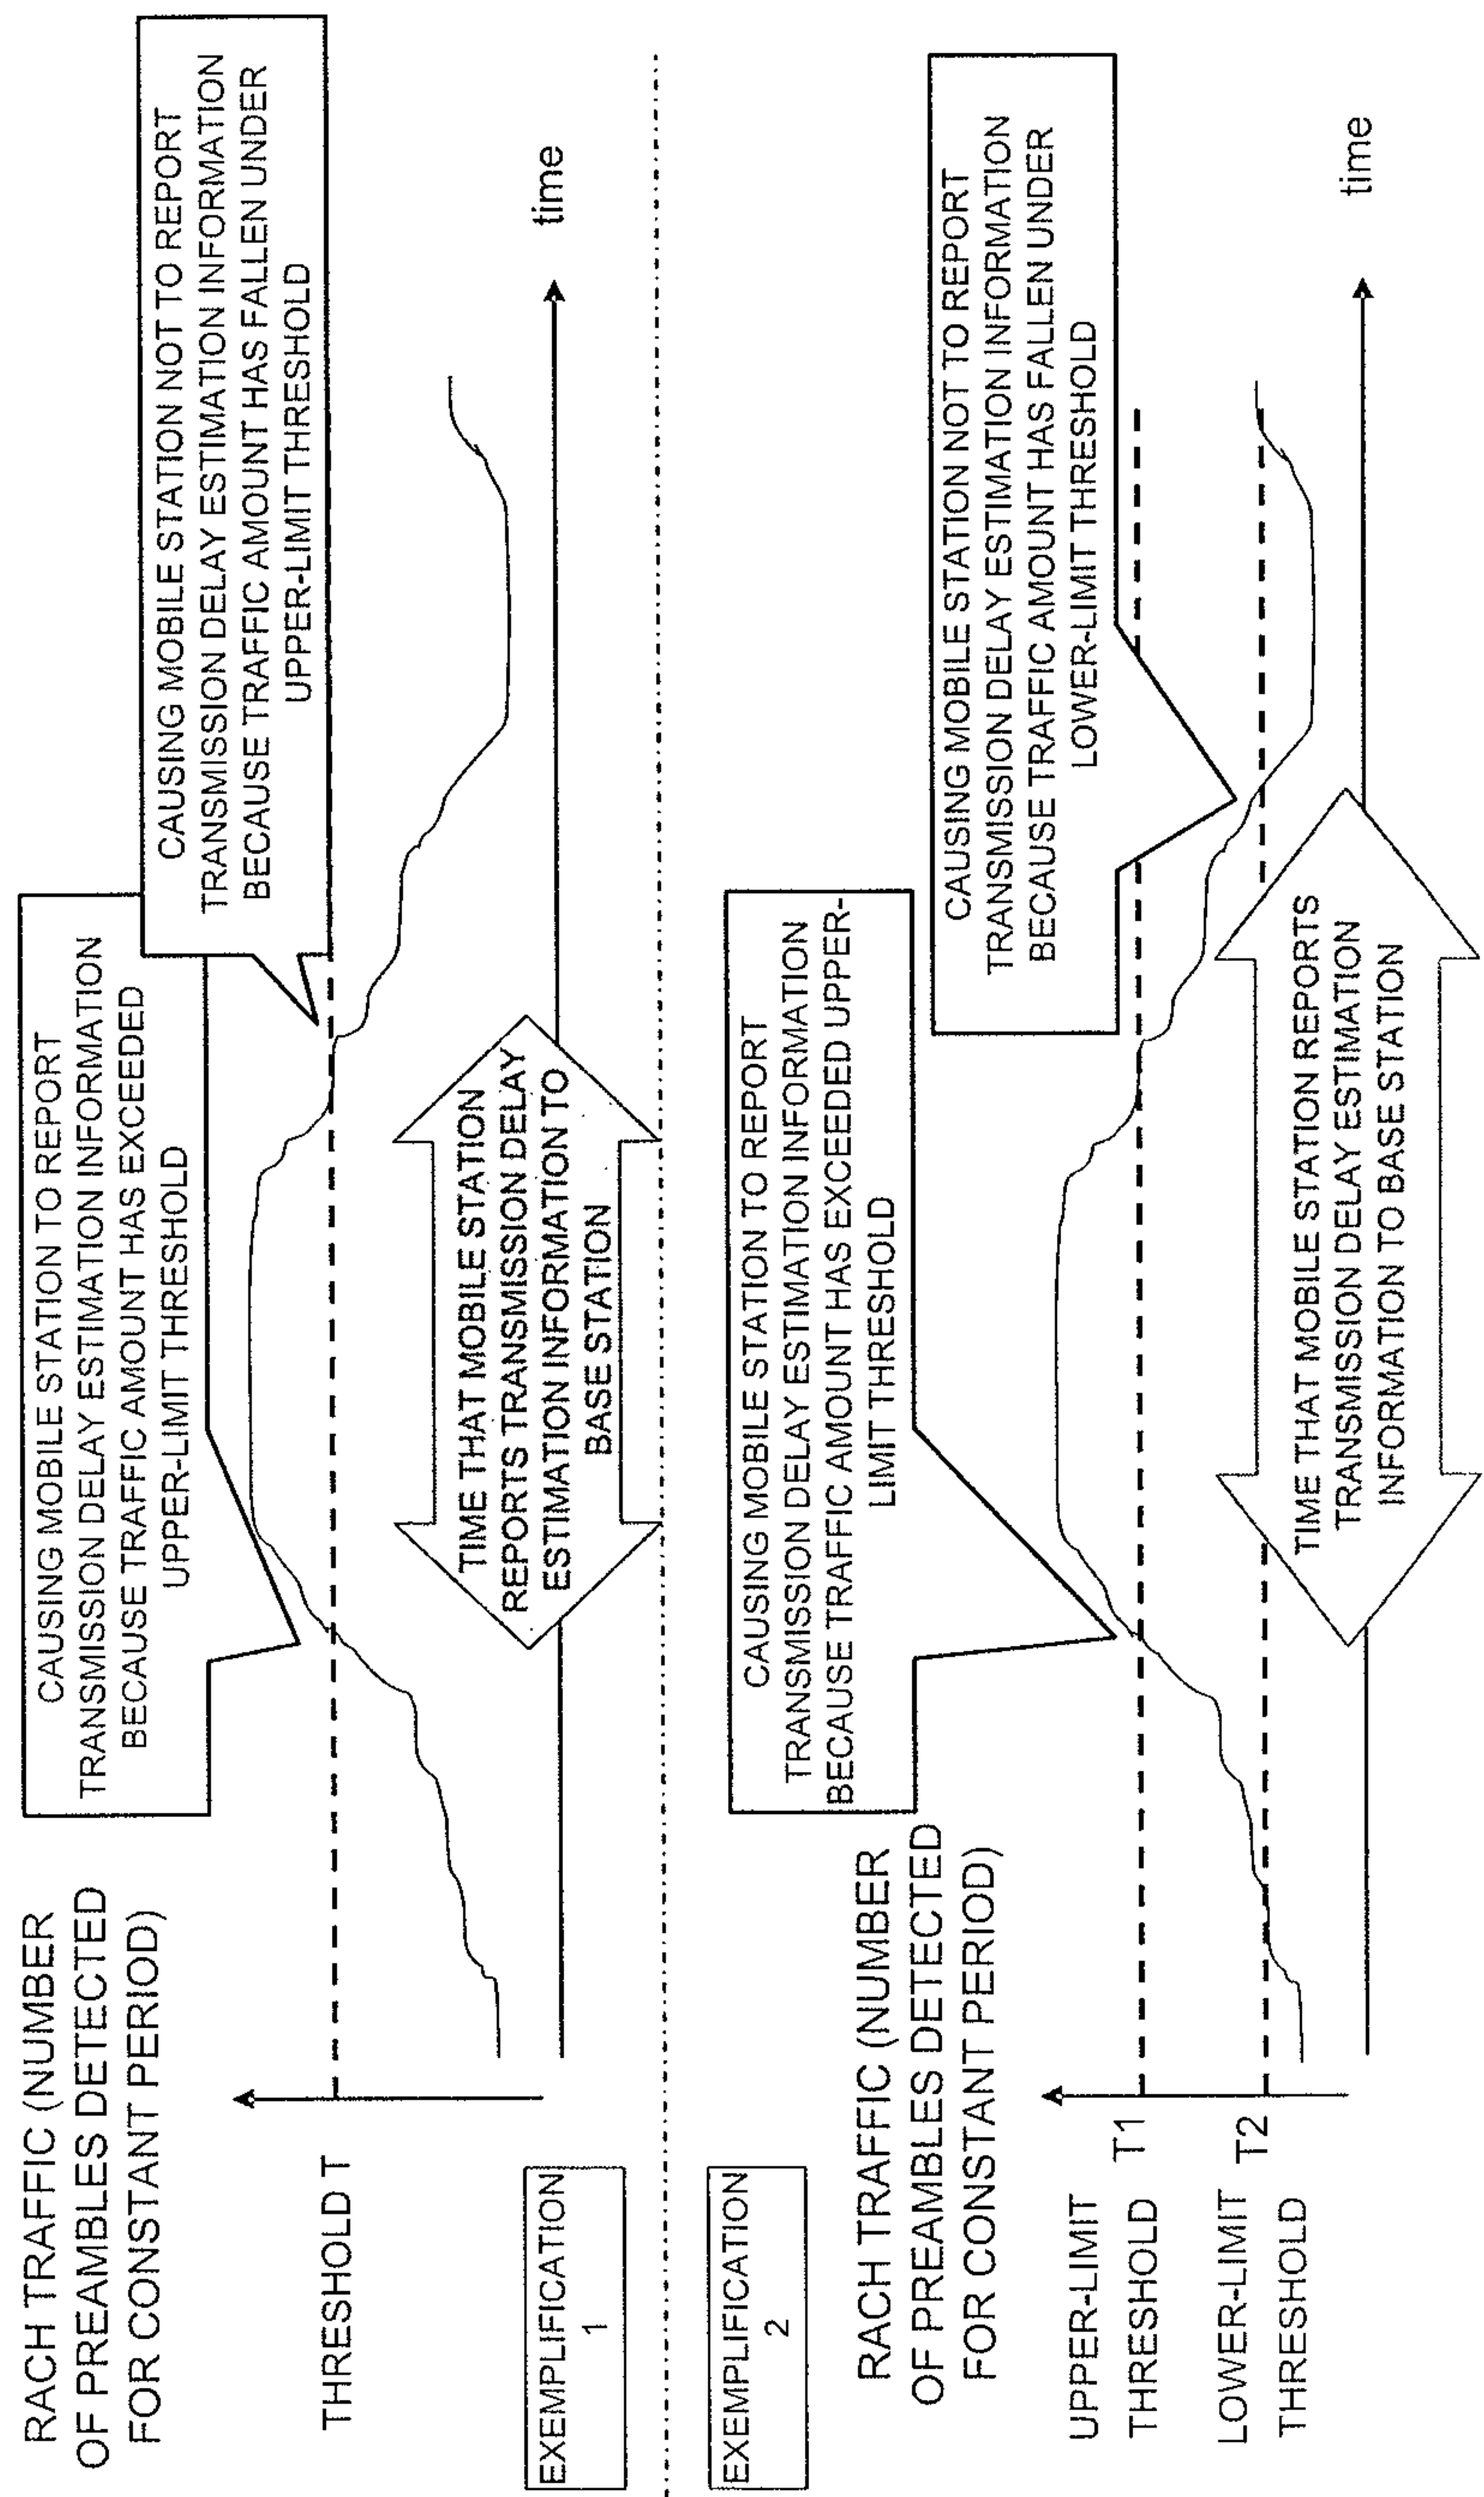 RACH TRAFFIC (NUMBER
OF PREAMBLES DETECTED
FOR CONSTANT PERIOD)
CAUSING MOBILE STATION TO REPORT
TRANSMISSION DELAY ESTIMATION INFORMATION
BECAUSE TRAFFIC AMOUNT HAS EXCEEDED
UPPER-LIMIT THRESHOLD
CAUSING MOBILE STATION NOT TO REPORT
TRANSMISSION DELAY ESTIMATION INFORMATION
BECAUSE TRAFFIC AMOUNT HAS FALLEN UNDER
UPPER-LIMIT THRESHOLD
THRESHOLD T
TIME THAT MOBILE STATION
REPORTS TRANSMISSION DELAY
ESTIMATION INFORMATION TO
BASE STATION
time
EXEMPLIFICATION
1
EXEMPLIFICATION
2
RACH TRAFFIC (NUMBER
OF PREAMBLES DETECTED
FOR CONSTANT PERIOD)
CAUSING MOBILE STATION TO REPORT
TRANSMISSION DELAY ESTIMATION INFORMATION
BECAUSE TRAFFIC AMOUNT HAS EXCEEDED UPPER-
LIMIT THRESHOLD
CAUSING MOBILE STATION NOT TO REPORT
TRANSMISSION DELAY ESTIMATION INFORMATION
BECAUSE TRAFFIC AMOUNT HAS FALLEN UNDER
LOWER-LIMIT THRESHOLD
UPPER-LIMIT
THRESHOLD
T1
LOWER-LIMIT
THRESHOLD
T2
TIME THAT MOBILE STATION REPORTS
TRANSMISSION DELAY ESTIMATION
INFORMATION TO BASE STATION
time